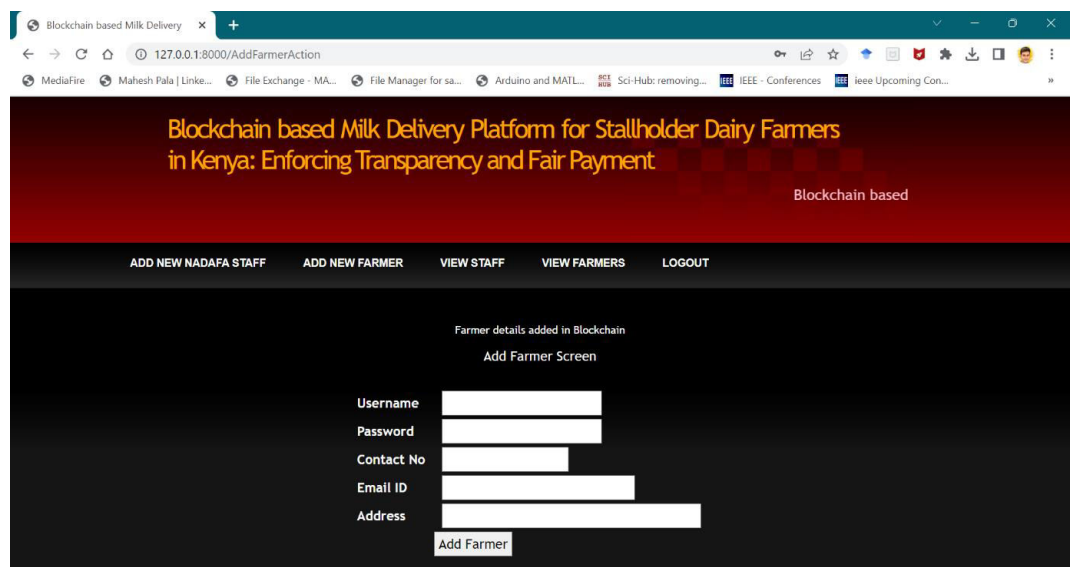 Blockchain based Milk Delivery
127.0.0.1:8000/AddFarmerAction
MediaFire Mahesh Pala | Linke... File Exchange - MA... File Manager for sa... Arduino and MATL... SCI HUB Sci-Hub: removing... IEEE IEEE - Conferences IEEE ieee Upcoming Con... »
Blockchain based Milk Delivery Platform for Stallholder Dairy Farmers
in Kenya: Enforcing Transparency and Fair Payment
Blockchain based
ADD NEW NADAFA STAFF ADD NEW FARMER VIEW STAFF VIEW FARMERS LOGOUT
Farmer details added in Blockchain
Add Farmer Screen
Username
Password
Contact No
Email ID
Address
Add Farmer